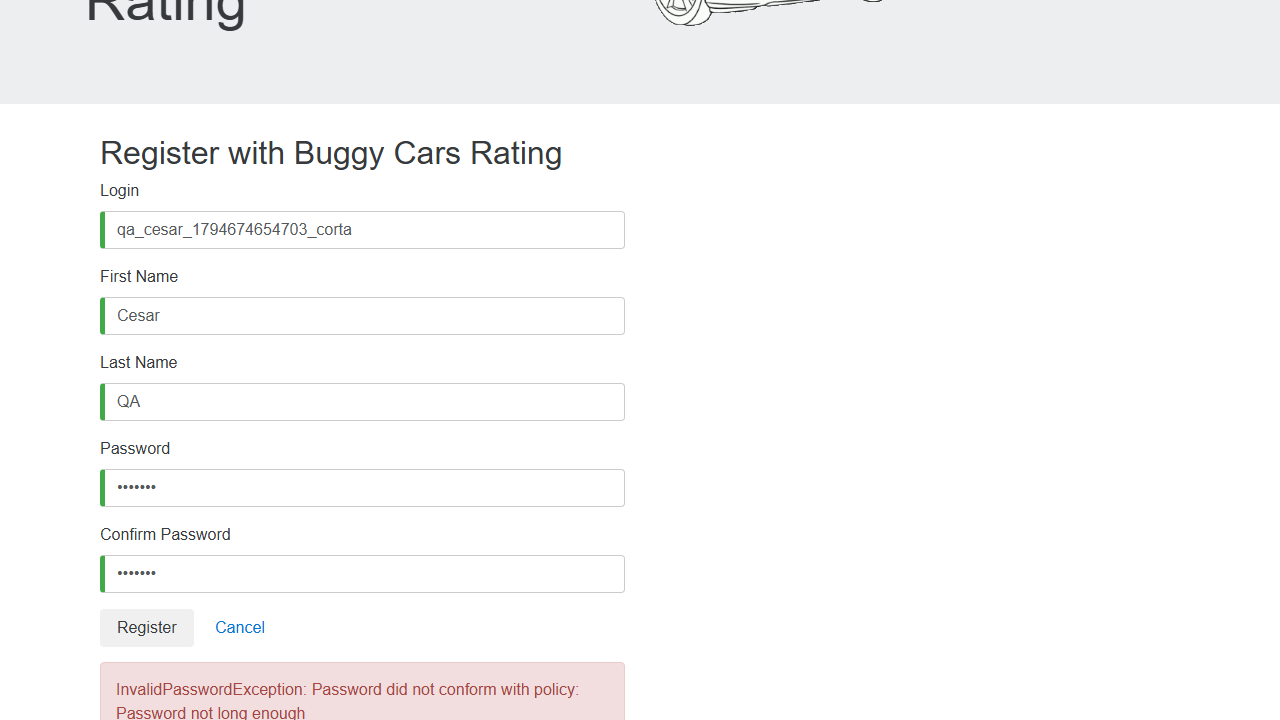 Rating
Register with Buggy Cars Rating
Login
qa_cesar_1794674654703_corta
First Name
Cesar
Last Name
QA
Password
•••••••
Confirm Password
•••••••
Register Cancel
InvalidPasswordException: Password did not conform with policy:
Password not long enough